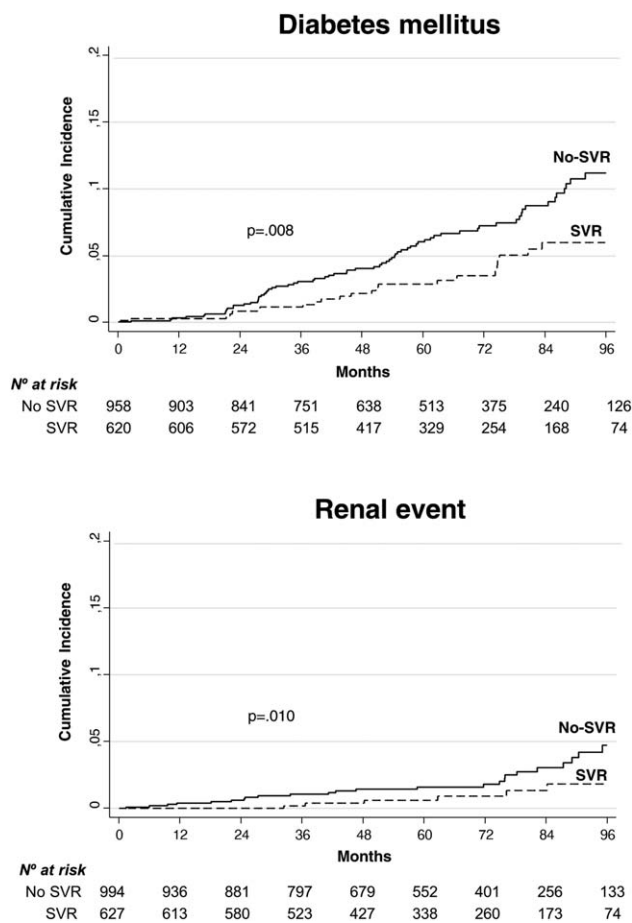 Diabetes mellitus
Cumulative Incidence
,2
,15
,1
,05
0
No-SVR
SVR
p=.008
0 12 24 36 48 60 72 84 96
Months
Nº at risk
No SVR 958 903 841 751 638 513 375 240 126
SVR 620 606 572 515 417 329 254 168 74
Renal event
Cumulative Incidence
,2
,15
,1
,05
0
No-SVR
SVR
p=.010
0 12 24 36 48 60 72 84 96
Months
Nº at risk
No SVR 994 936 881 797 679 552 401 256 133
SVR 627 613 580 523 427 338 260 173 74